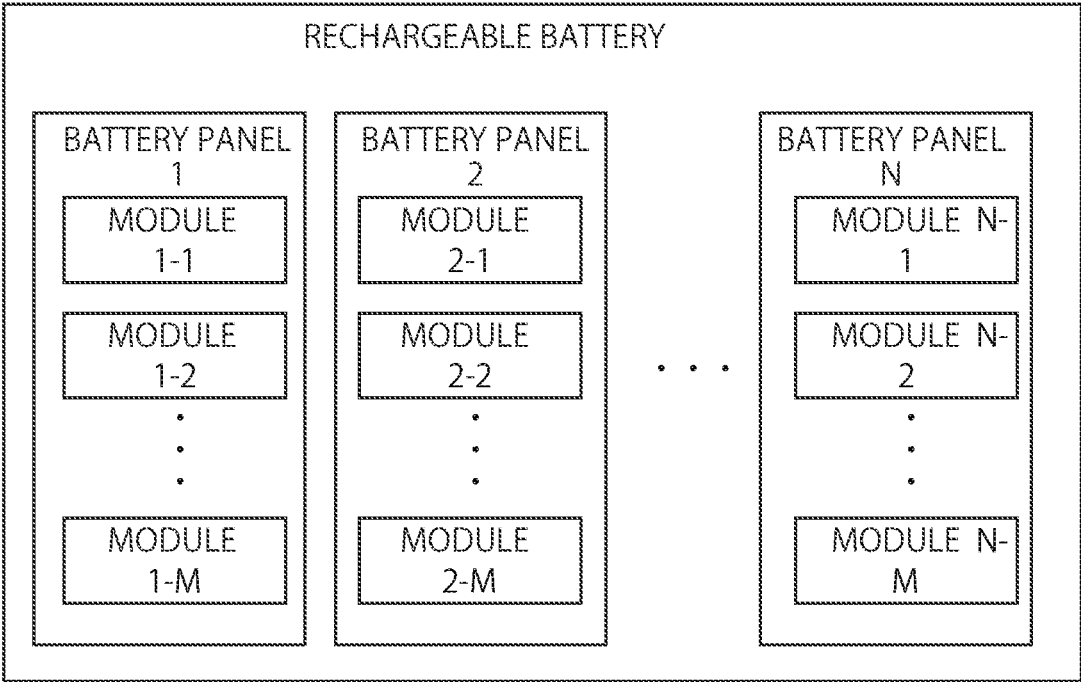 RECHARGEABLE BATTERY
BATTERY PANEL
1
MODULE
1-1
MODULE
1-2
MODULE
1-M
BATTERY PANEL
2
MODULE
2-1
MODULE
2-2
MODULE
2-M
BATTERY PANEL
N
MODULE N-
1
MODULE N-
2
MODULE N-
M